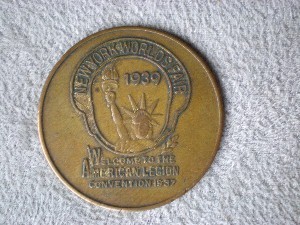 NEW YORK WORLD'S FAIR
1939
WELCOME TO THE
AMERICAN LEGION
CONVENTION 1937